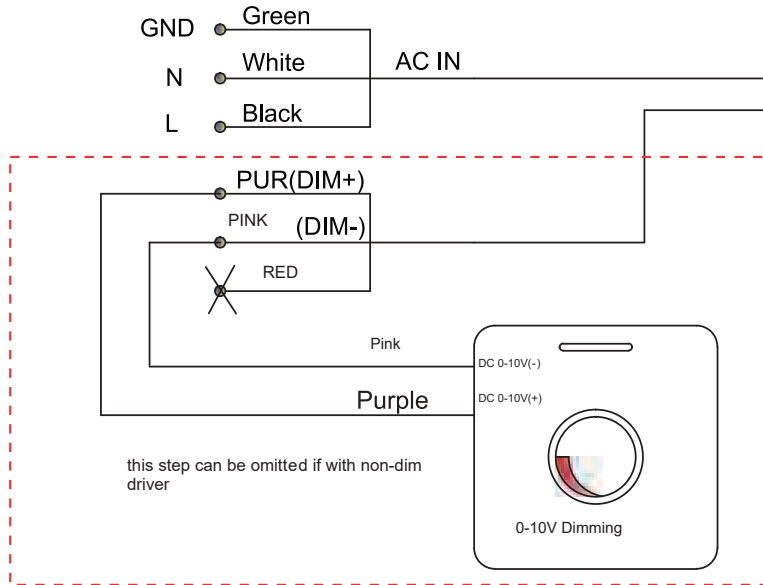 GND Green
N White AC IN
L Black
PUR(DIM+)
PINK (DIM-)
RED
Pink
DC 0-10V(-)
Purple
DC 0-10V(+)
this step can be omitted if with non-dim
driver
0-10V Dimming